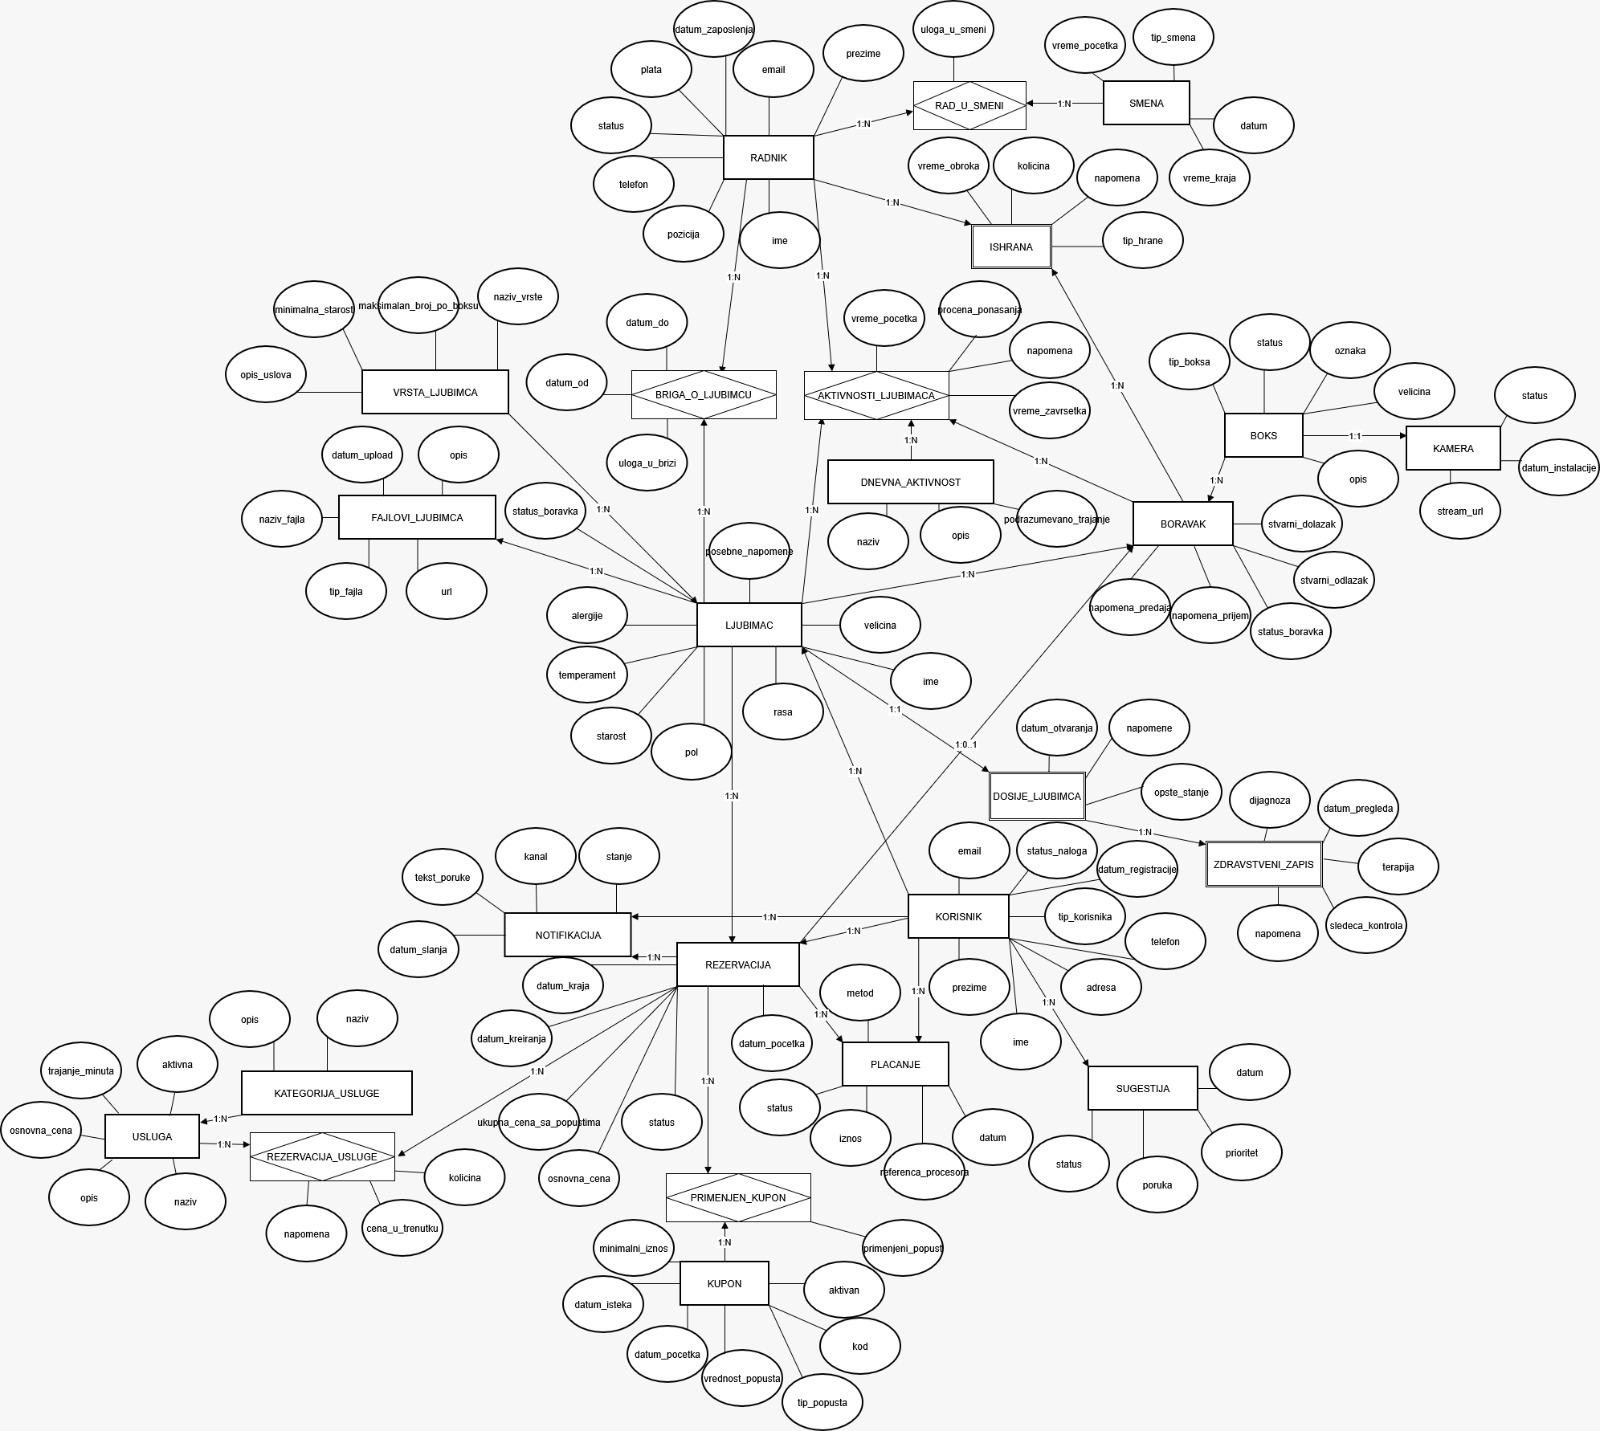 datum_zaposlenja
uloga_u_smeni
tip_smena
vreme_pocetka
prezime
plata
email
RAD_U_SMENI
1:N
SMENA
status
1:N
datum
RADNIK
vreme_obroka
kolicina
napomena
vreme_kraja
telefon
1:N
pozicija
ime
ISHRANA
tip_hrane
1:N
1:N
minimalna_starost
maksimalan_broj_po_boksu
naziv_vrste
datum_do
vreme_pocetka
procena_ponasanja
napomena
tip_boksa
status
oznaka
opis_uslova
VRSTA_LJUBIMCA
datum_od
BRIGA_O_LJUBIMCU
AKTIVNOSTI_LJUBIMACA
1:N
velicina
status
vreme_zavrsetka
BOKS
1:1
KAMERA
datum_upload
opis
uloga_u_brizi
1:N
1:N
datum_instalacije
DNEVNA_AKTIVNOST
1:N
opis
naziv_fajla
FAJLOVI_LJUBIMCA
status_boravka
1:N
1:N
1:N
podrazumevano_trajanje
BORAVAK
stvarni_dolazak
stream_url
naziv
opis
posebne_napomene
1:N
1:N
stvarni_odlazak
tip_fajla
url
alergije
LJUBIMAC
velicina
napomena_predaja
napomena_prijem
status_boravka
temperament
ime
rasa
1:1
starost
pol
datum_otvaranja
napomene
1:0..1
1:N
1:N
DOSIJE_LJUBIMCA
opste_stanje
dijagnoza
datum_pregleda
1:N
kanal
stanje
email
status_naloga
ZDRAVSTVENI_ZAPIS
terapija
tekst_poruke
datum_registracije
NOTIFIKACIJA
1:N
KORISNIK
tip_korisnika
napomena
sledeca_kontrola
datum_slanja
1:N
REZERVACIJA
1:N
telefon
datum_kraja
metod
1:N
prezime
adresa
1:N
opis
naziv
datum_kreiranja
1:N
datum_pocetka
ime
trajanje_minuta
aktivna
1:N
1:N
PLACANJE
datum
KATEGORIJA_USLUGE
SUGESTIJA
osnovna_cena
USLUGA
1:N
1:N
REZERVACIJA_USLUGE
ukupna_cena_sa_popustima
status
status
iznos
datum
status
prioritet
opis
naziv
kolicina
osnovna_cena
referenca_procesora
poruka
PRIMENJEN_KUPON
napomena
cena_u_trenutku
1:N
minimalni_iznos
primenjeni_popust
KUPON
aktivan
datum_isteka
datum_pocetka
kod
vrednost_popusta
tip_popusta